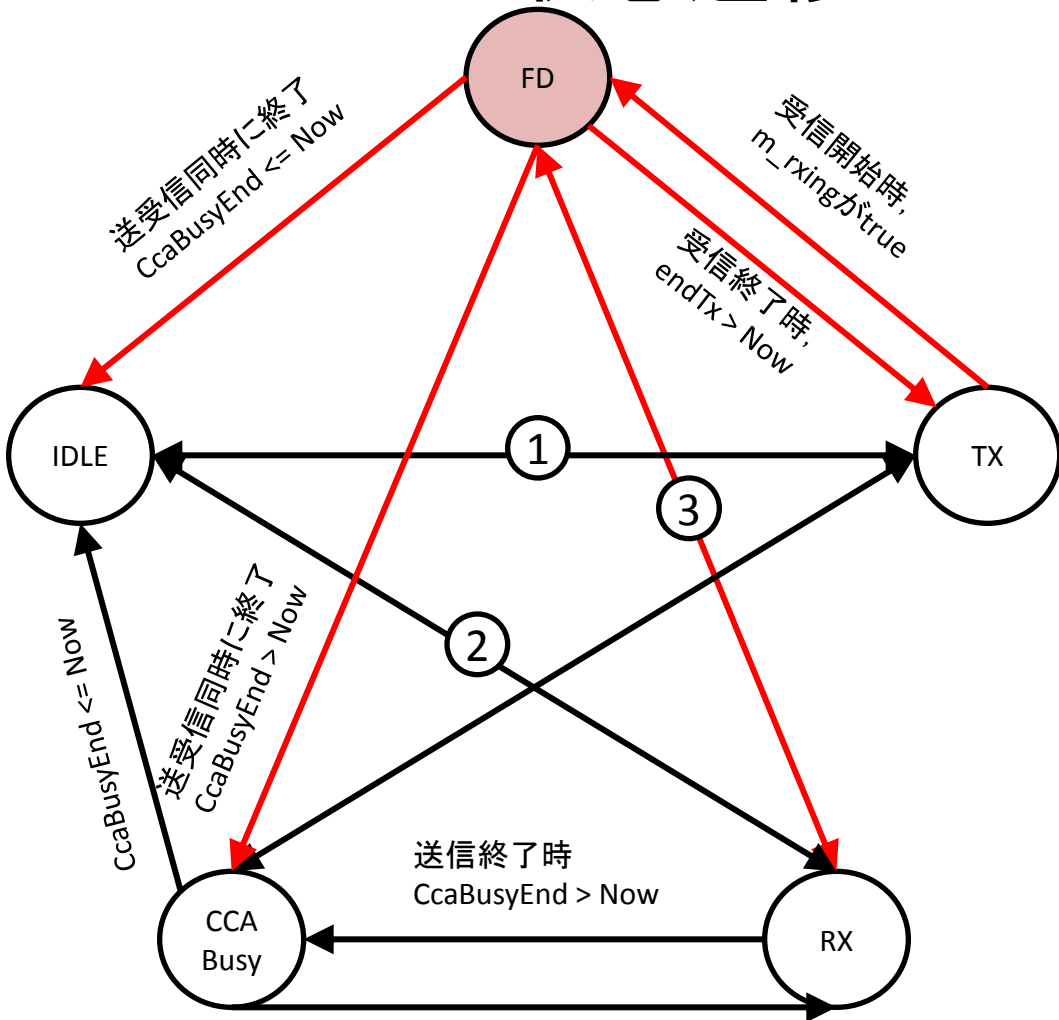 FD
送受信同時に終了
CcaBusyEnd <= Now
受信開始時,
m_rxingがtrue
受信終了時,
endTx > Now
IDLE
1
TX
3
2
CcaBusyEnd <= Now
送受信同時に終了
CcaBusyEnd > Now
送信終了時
CcaBusyEnd > Now
CCA
Busy
RX